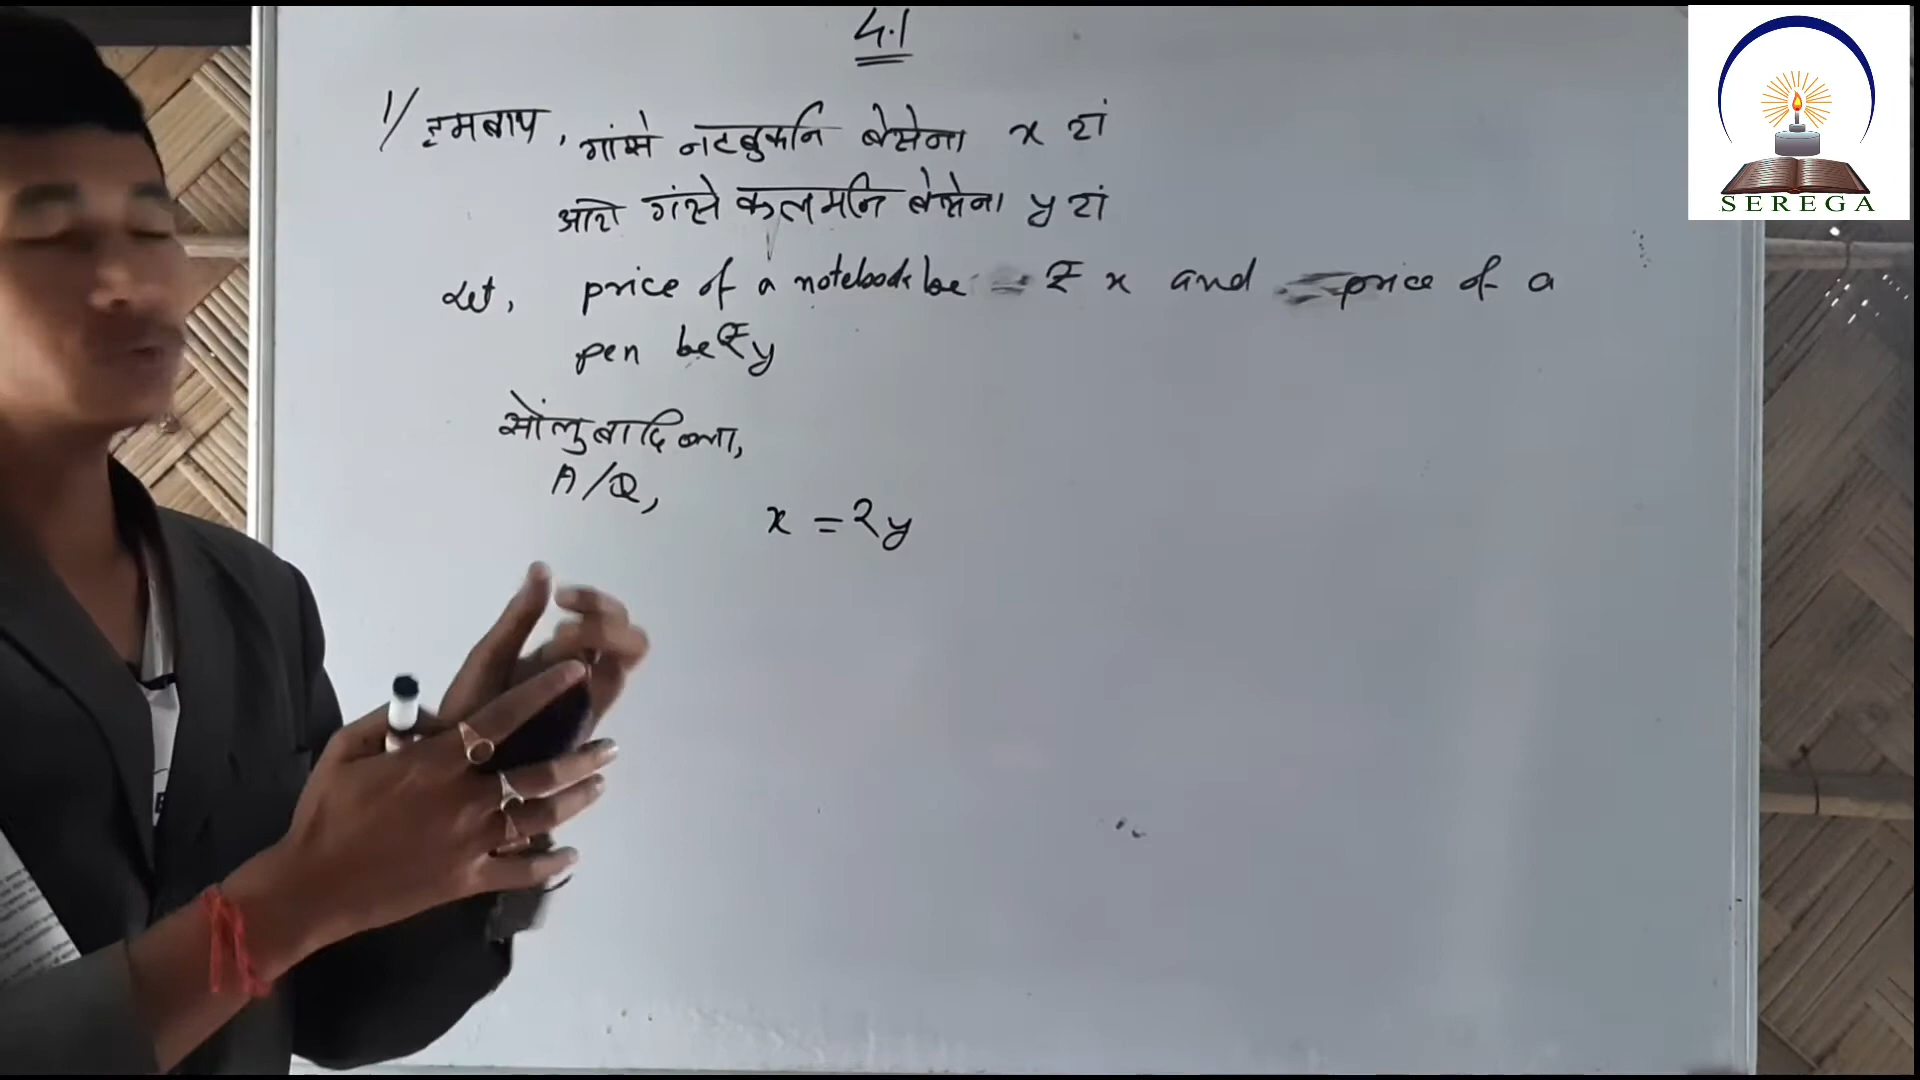 4.1
1/ हमबाय, गांसे नटबुकनि बेसेना x रां
आरो गंसे कलमनि बेसेना y रां
Let, price of a notebook be ₹ x and price of a
pen be ₹ y
सोंलुबादिब्ला,
A/Q,
x = 2y
SEREGA